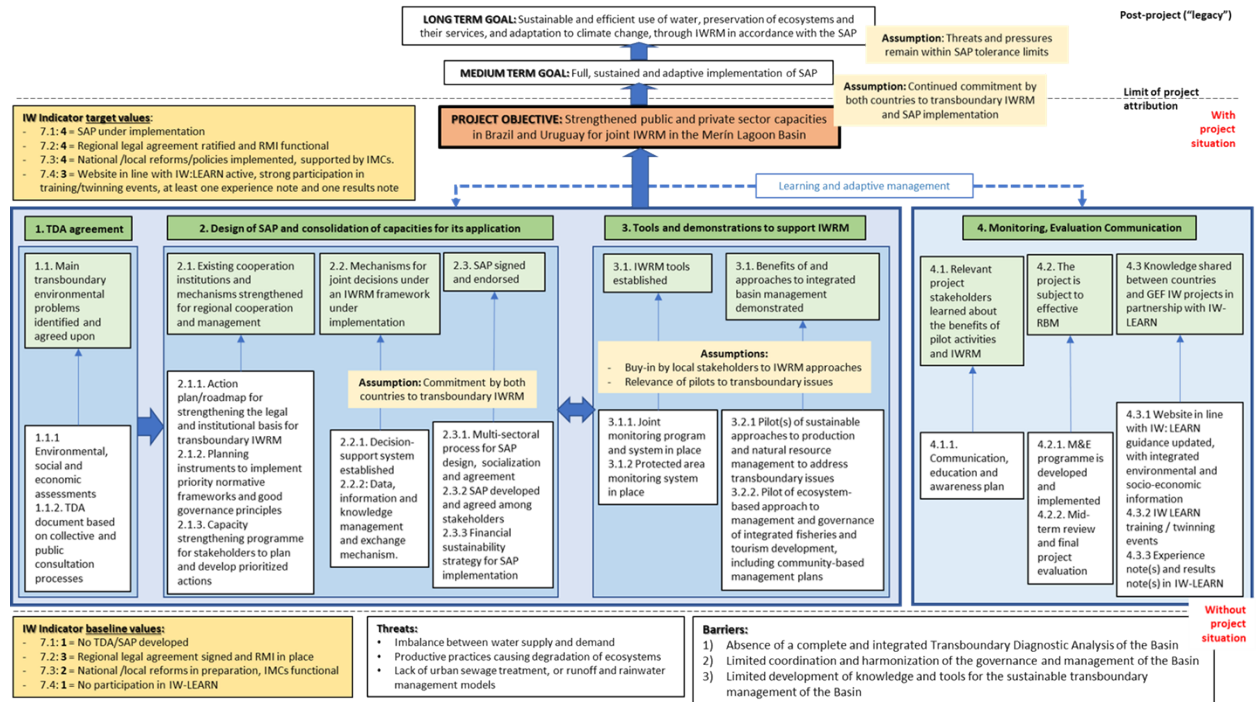 LONG TERM GOAL: Sustainable and efficient use of water, preservation of ecosystems and
their services, and adaptation to climate change, through IWRM in accordance with the SAP
Post-project (“legacy”)
Assumption: Threats and pressures
remain within SAP tolerance limits
MEDIUM TERM GOAL: Full, sustained and adaptive implementation of SAP
Assumption: Continued commitment by
both countries to transboundary IWRM
and SAP implementation
Limit of project
attribution
With
project
situation
IW Indicator target values:
- 7.1: 4 = SAP under implementation
- 7.2: 4 = Regional legal agreement ratified and RMI functional
- 7.3: 4 = National /local reforms/policies implemented, supported by IMCs.
- 7.4: 3 = Website in line with IW:LEARN active, strong participation in
training/twinning events, at least one experience note and one results note
PROJECT OBJECTIVE: Strengthened public and private sector capacities
in Brazil and Uruguay for joint IWRM in the Merín Lagoon Basin
Learning and adaptive management
1. TDA agreement
1.1. Main
transboundary
environmental
problems
identified and
agreed upon
1.1.1
Environmental,
social and
economic
assessments
1.1.2. TDA
document based
on collective and
public
consultation
processes
2. Design of SAP and consolidation of capacities for its application
2.1. Existing cooperation
institutions and
mechanisms strengthened
for regional cooperation
and management
2.2. Mechanisms for
joint decisions under
an IWRM framework
under
implementation
2.3. SAP signed
and endorsed
Assumption: Commitment by both
countries to transboundary IWRM
2.1.1. Action
plan/roadmap for
strengthening the legal
and institutional basis for
transboundary IWRM
2.1.2. Planning
instruments to implement
priority normative
frameworks and good
governance principles
2.1.3. Capacity
strengthening programme
for stakeholders to plan
and develop prioritized
actions
2.2.1. Decision-
support system
established
2.2.2: Data,
information and
knowledge
management
and exchange
mechanism.
2.3.1. Multi-sectoral
process for SAP
design, socialization
and agreement
2.3.2 SAP developed
and agreed among
stakeholders
2.3.3 Financial
sustainability
strategy for SAP
implementation
3. Tools and demonstrations to support IWRM
3.1. IWRM tools
established
3.1. Benefits of and
approaches to integrated
basin management
demonstrated
Assumptions:
- Buy-in by local stakeholders to IWRM approaches
- Relevance of pilots to transboundary issues
3.1.1. Joint
monitoring program
and system in place
3.1.2 Protected area
monitoring system
in place
3.2.1 Pilot(s) of sustainable
approaches to production
and natural resource
management to address
transboundary issues
3.2.2. Pilot of ecosystem-
based approach to
management and governance
of integrated fisheries and
tourism development,
including community-based
management plans
4. Monitoring, Evaluation Communication
4.1. Relevant
project
stakeholders
learned about the
benefits of
pilot activities
and IWRM
4.2. The
project is
subject to
effective
RBM
4.3 Knowledge shared
between countries
and GEF IW projects in
partnership with IW-
LEARN
4.1.1.
Communication,
education and
awareness plan
4.2.1. M&E
programme is
developed and
implemented
4.2.2. Mid-
term review
and final
project
evaluation
4.3.1 Website in line
with IW: LEARN
guidance updated,
with integrated
environmental and
socio-economic
information
4.3.2 IW LEARN
training / twinning
events
4.3.3 Experience
note(s) and results
note(s) in IW-LEARN
Without
project
situation
IW Indicator baseline values:
- 7.1: 1 = No TDA/SAP developed
- 7.2: 3 = Regional legal agreement signed and RMI in place
- 7.3: 2 = National/local reforms in preparation, IMCs functional
- 7.4: 1 = No participation in IW-LEARN
Threats:
• Imbalance between water supply and demand
• Productive practices causing degradation of ecosystems
• Lack of urban sewage treatment, or runoff and rainwater
management models
Barriers:
1) Absence of a complete and integrated Transboundary Diagnostic Analysis of the Basin
2) Limited coordination and harmonization of the governance and management of the Basin
3) Limited development of knowledge and tools for the sustainable transboundary
management of the Basin